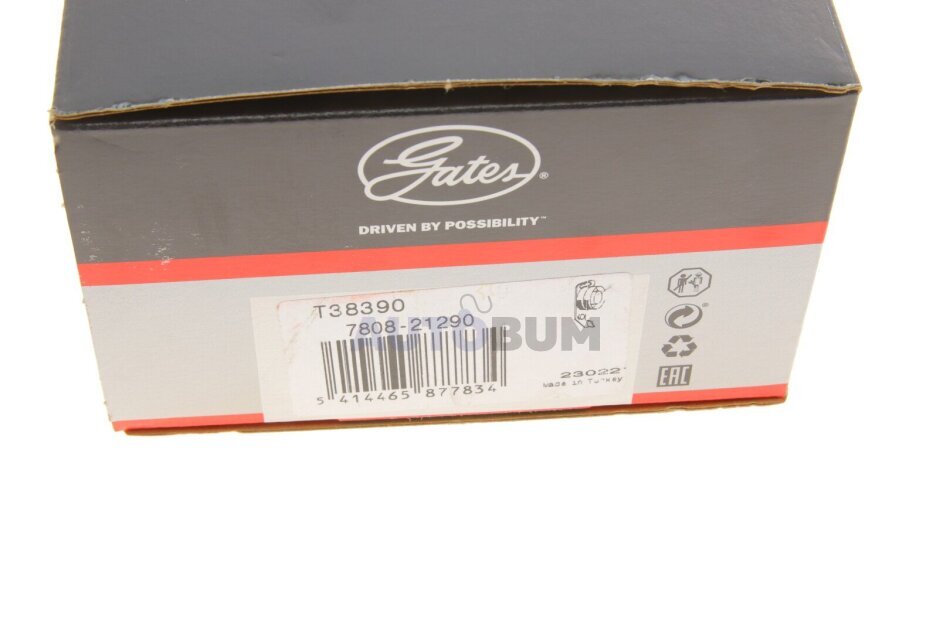 Gates®
DRIVEN BY POSSIBILITY™
T38390
7808-21290
AUTOBUM
5 414465 877834
23022
Made in Turkey
EAC